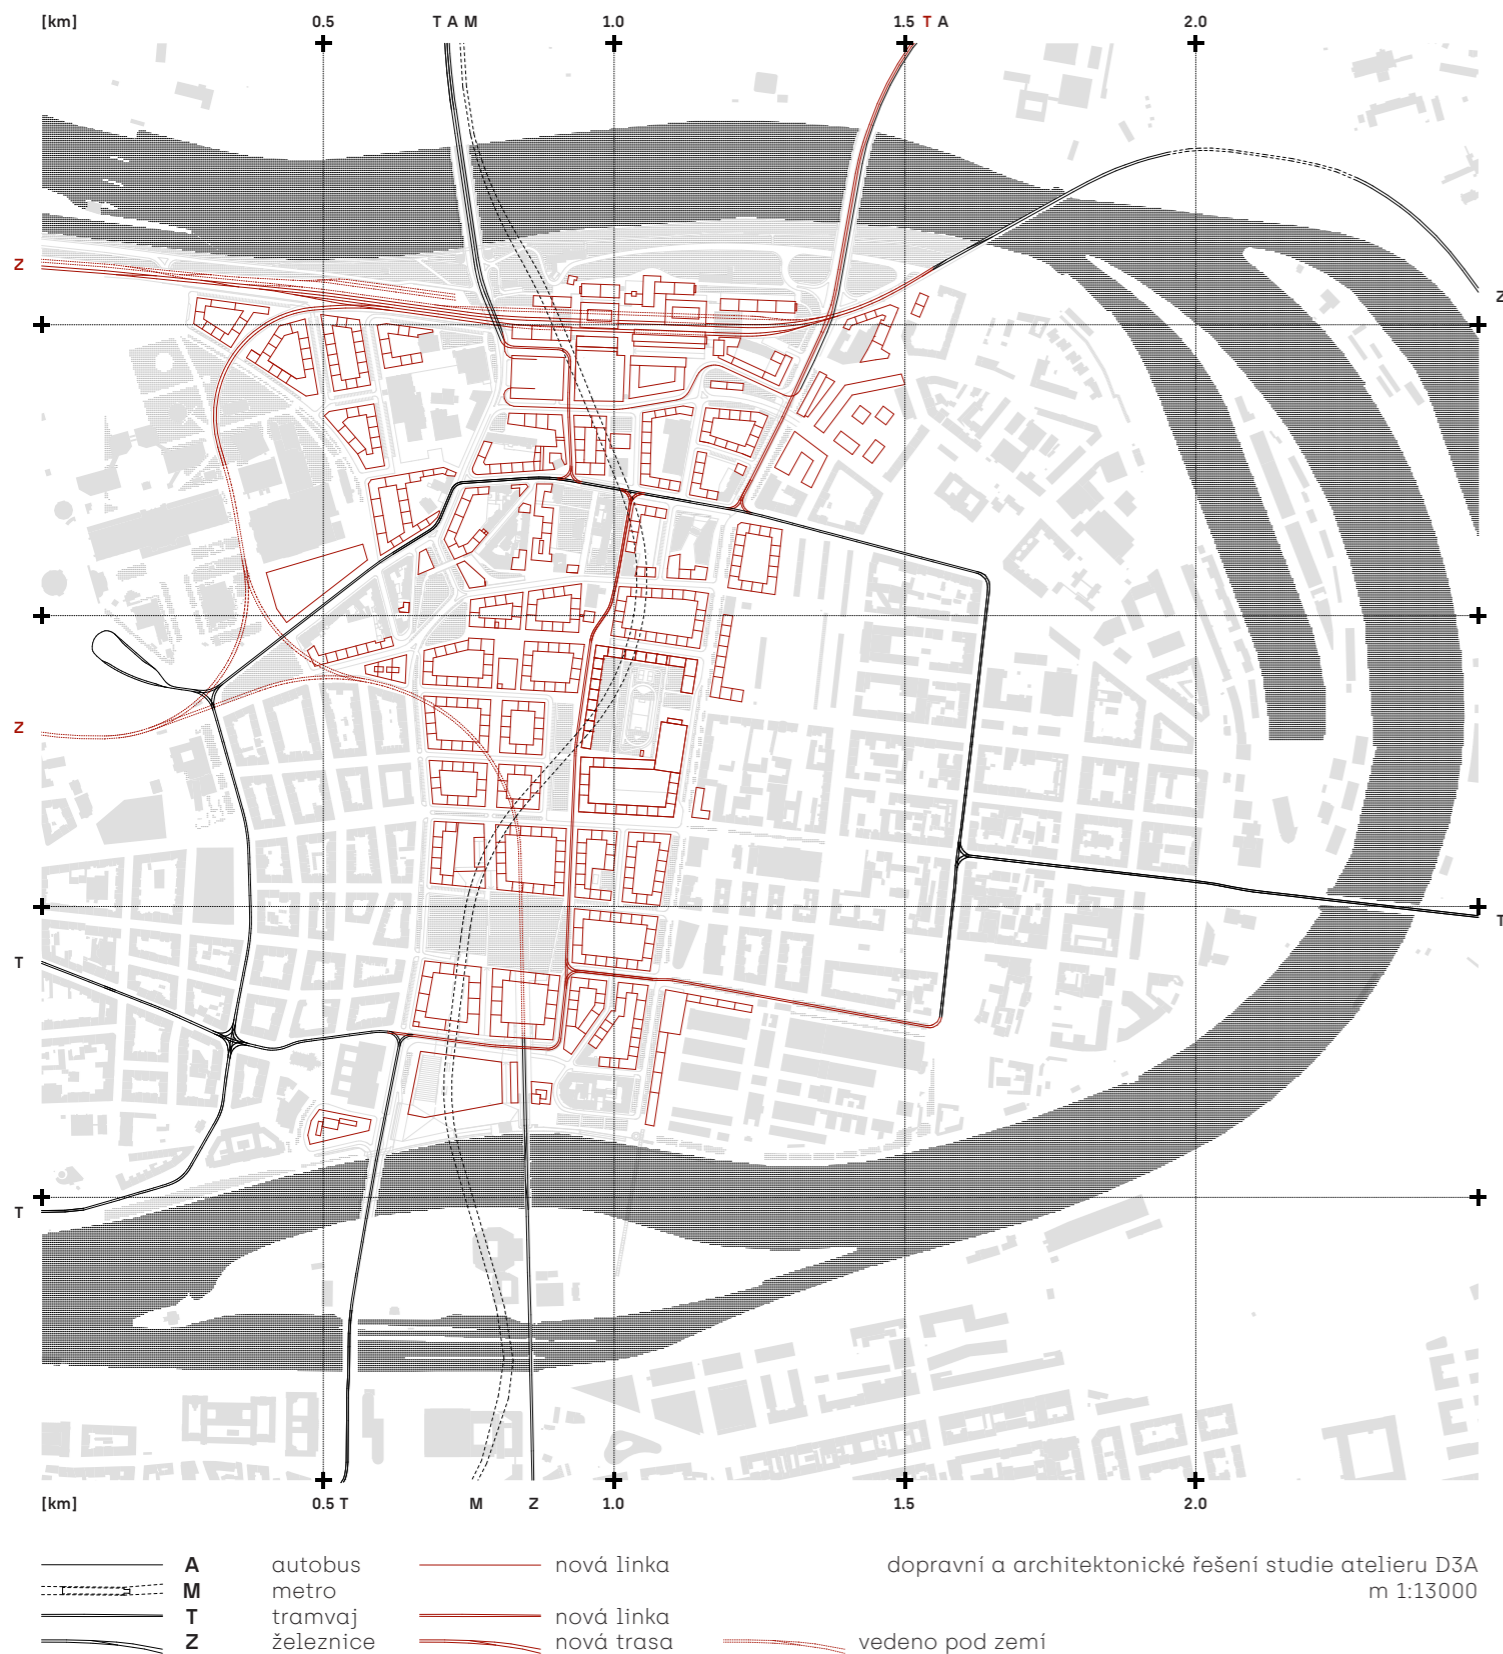 [km] 0.5 T A M 1.0 1.5 T A 2.0
Z
Z
Z
T
T
T
[km] 0.5 T M Z 1.0 1.5 2.0
A autobus nová linka dopravní a architektonické řešení studie atelieru D3A
M metro m 1:13000
T tramvaj nová linka
Z železnice nová trasa vedeno pod zemí